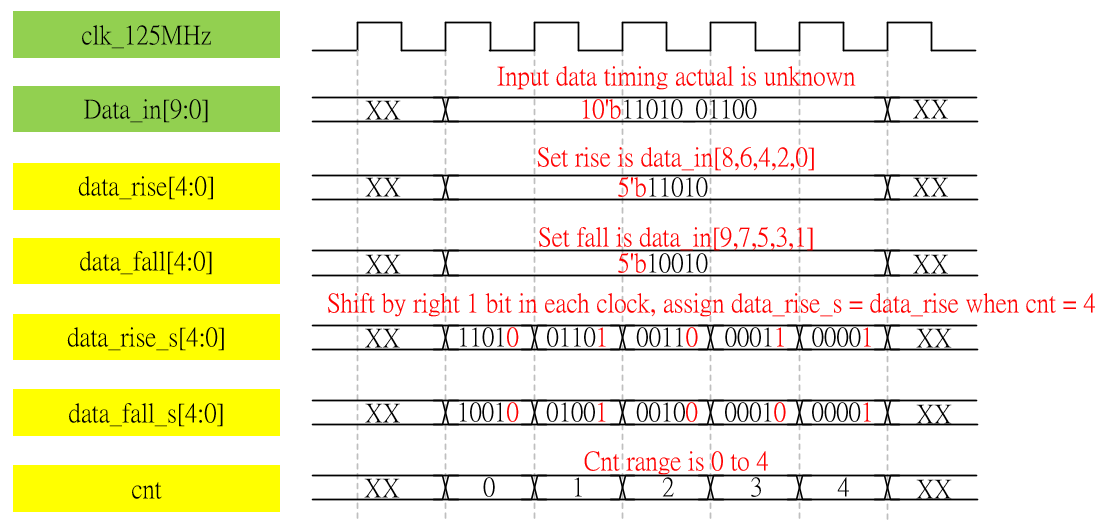 clk_125MHz
Input data timing actual is unknown
Data_in[9:0] XX 10'b11010 01100 XX
Set rise is data_in[8,6,4,2,0]
data_rise[4:0] XX 5'b11010 XX
Set fall is data_in[9,7,5,3,1]
data_fall[4:0] XX 5'b10010 XX
Shift by right 1 bit in each clock, assign data_rise_s = data_rise when cnt = 4
data_rise_s[4:0] XX 11010 01101 00110 00011 00001 XX
data_fall_s[4:0] XX 10010 01001 00100 00010 00001 XX
Cnt range is 0 to 4
cnt XX 0 1 2 3 4 XX